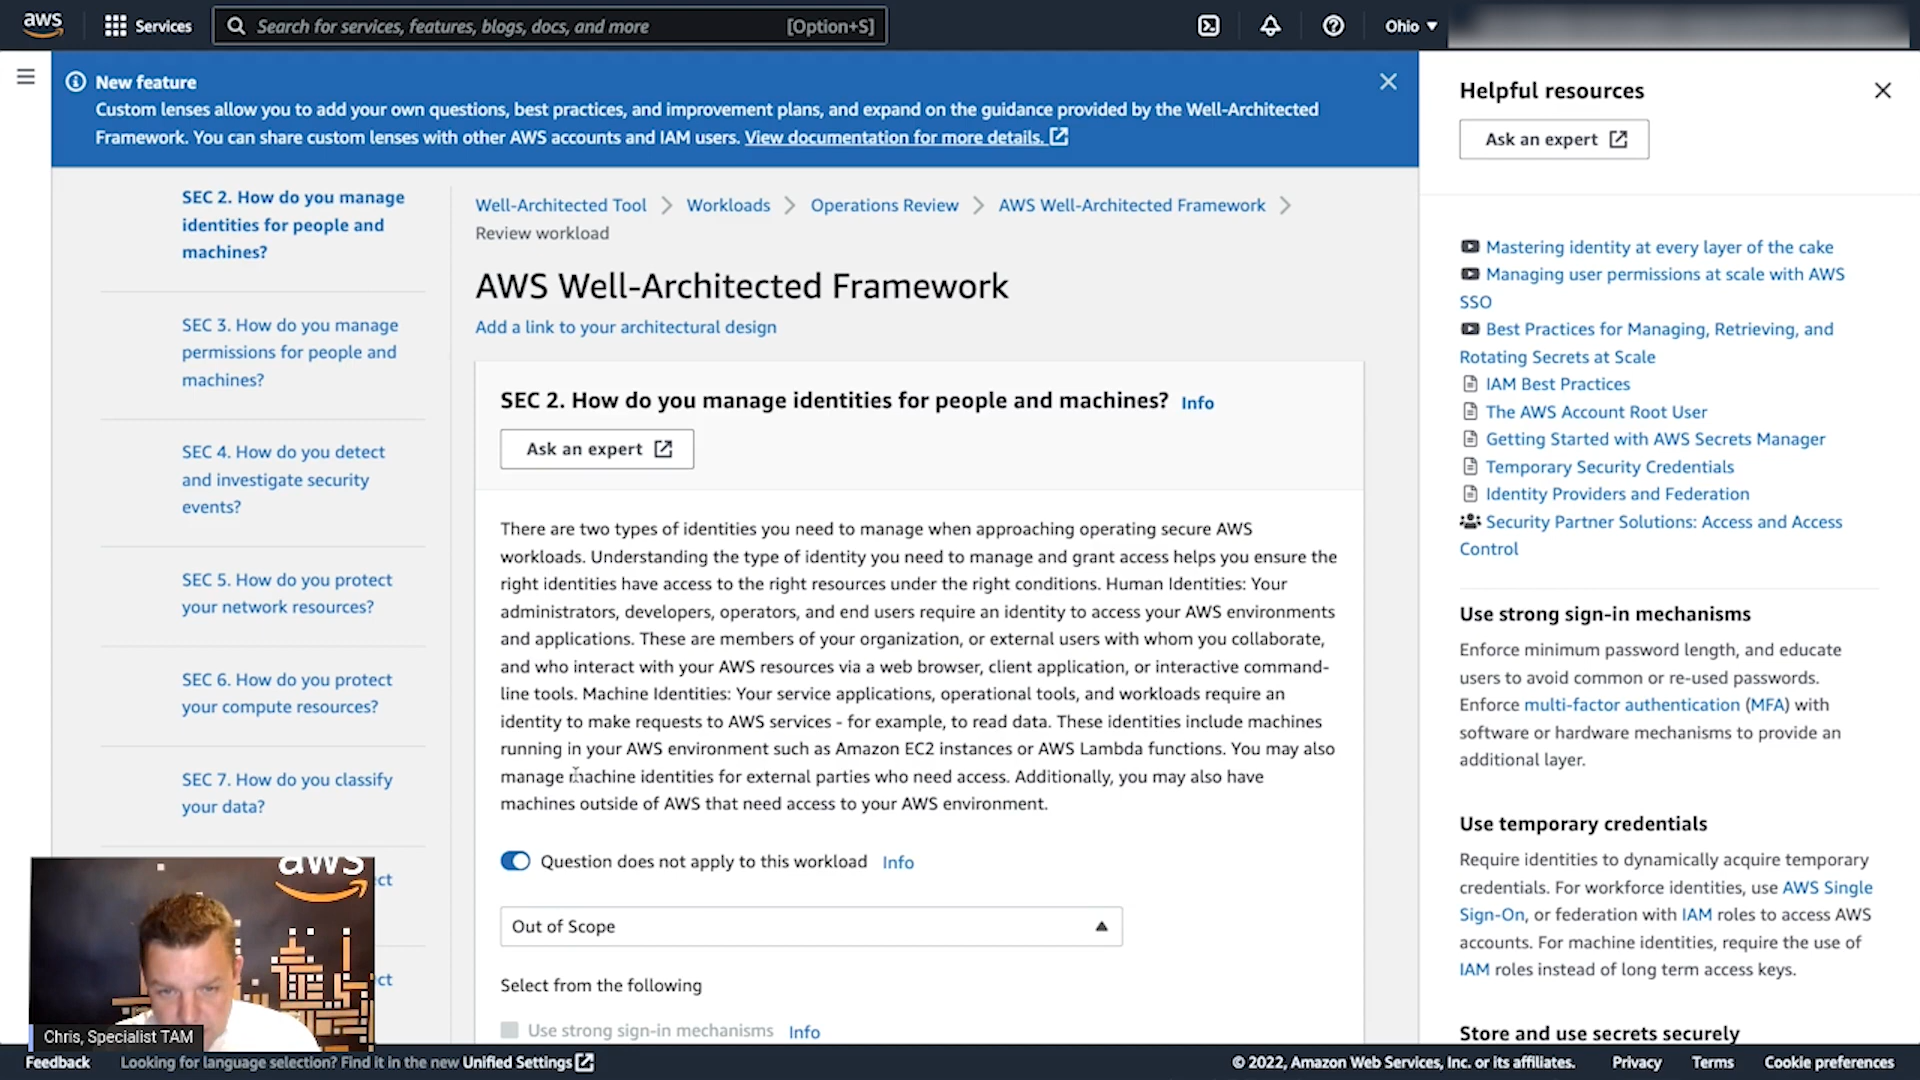 aws
Services
Search for services, features, blogs, docs, and more
[Option+S]
Ohio
New feature
Custom lenses allow you to add your own questions, best practices, and improvement plans, and expand on the guidance provided by the Well-Architected
Framework. You can share custom lenses with other AWS accounts and IAM users. View documentation for more details.
SEC 2. How do you manage
identities for people and
machines?
SEC 3. How do you manage
permissions for people and
machines?
SEC 4. How do you detect
and investigate security
events?
SEC 5. How do you protect
your network resources?
SEC 6. How do you protect
your compute resources?
SEC 7. How do you classify
your data?
ct
ct
Well-Architected Tool
Workloads
Operations Review
AWS Well-Architected Framework
Review workload
AWS Well-Architected Framework
Add a link to your architectural design
SEC 2. How do you manage identities for people and machines? Info
Ask an expert
There are two types of identities you need to manage when approaching operating secure AWS
workloads. Understanding the type of identity you need to manage and grant access helps you ensure the
right identities have access to the right resources under the right conditions. Human Identities: Your
administrators, developers, operators, and end users require an identity to access your AWS environments
and applications. These are members of your organization, or external users with whom you collaborate,
and who interact with your AWS resources via a web browser, client application, or interactive command-
line tools. Machine Identities: Your service applications, operational tools, and workloads require an
identity to make requests to AWS services - for example, to read data. These identities include machines
running in your AWS environment such as Amazon EC2 instances or AWS Lambda functions. You may also
manage machine identities for external parties who need access. Additionally, you may also have
machines outside of AWS that need access to your AWS environment.
Question does not apply to this workload Info
Out of Scope
Select from the following
Use strong sign-in mechanisms Info
Helpful resources
Ask an expert
Mastering identity at every layer of the cake
Managing user permissions at scale with AWS
SSO
Best Practices for Managing, Retrieving, and
Rotating Secrets at Scale
IAM Best Practices
The AWS Account Root User
Getting Started with AWS Secrets Manager
Temporary Security Credentials
Identity Providers and Federation
Security Partner Solutions: Access and Access
Control
Use strong sign-in mechanisms
Enforce minimum password length, and educate
users to avoid common or re-used passwords.
Enforce multi-factor authentication (MFA) with
software or hardware mechanisms to provide an
additional layer.
Use temporary credentials
Require identities to dynamically acquire temporary
credentials. For workforce identities, use AWS Single
Sign-On, or federation with IAM roles to access AWS
accounts. For machine identities, require the use of
IAM roles instead of long term access keys.
Store and use secrets securely
aws
Chris, Specialist TAM
Feedback
Looking for language selection? Find it in the new Unified Settings
© 2022, Amazon Web Services, Inc. or its affiliates.
Privacy
Terms
Cookie preferences